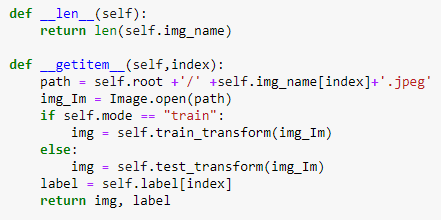 def __len__(self):
    return len(self.img_name)

def __getitem__(self,index):
    path = self.root +'/' +self.img_name[index]+'.jpeg'
    img_Im = Image.open(path)
    if self.mode == "train":
        img = self.train_transform(img_Im)
    else:
        img = self.test_transform(img_Im)
    label = self.label[index]
    return img, label